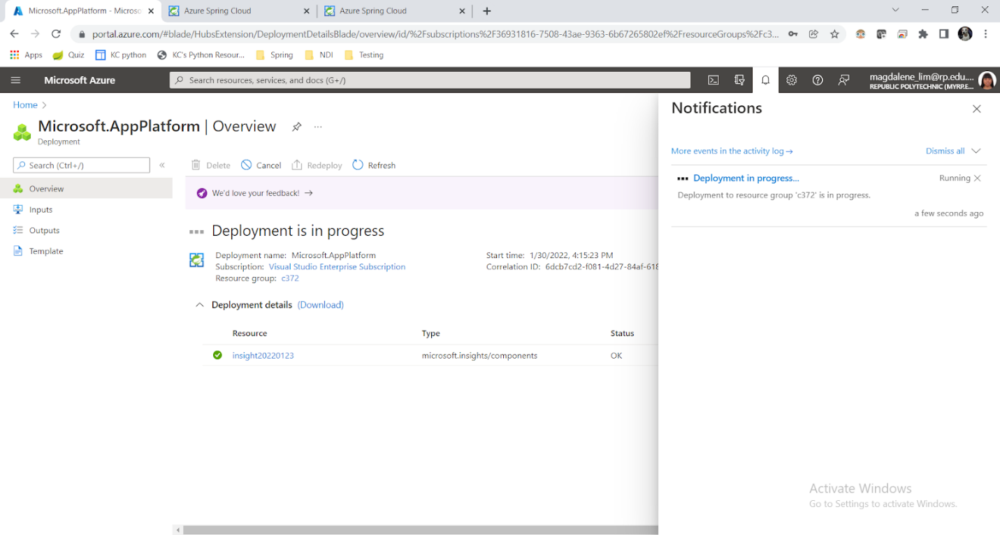 Microsoft.AppPlatform - Microso
Azure Spring Cloud
Azure Spring Cloud
portal.azure.com/#blade/HubsExtension/DeploymentDetailsBlade/overview/id/%2Fsubscriptions%2F36931816-7508-43ae-9363-6b67265802ef%2FresourceGroups%2Fc3...
Apps
Quiz
KC python
KC's Python Resour...
Spring
NDI
Testing
Microsoft Azure
Search resources, services, and docs (G+/)
magdalene_lim@rp.edu....
REPUBLIC POLYTECHNIC (MYRP.E...
Home >
Microsoft.AppPlatform | Overview
Deployment
Search (Ctrl+/)
Overview
Inputs
Outputs
Template
Delete
Cancel
Redeploy
Refresh
We'd love your feedback! →
Deployment is in progress
Deployment name: Microsoft.AppPlatform
Subscription: Visual Studio Enterprise Subscription
Resource group: c372
Start time: 1/30/2022, 4:15:23 PM
Correlation ID: 6dcb7cd2-f081-4d27-84af-618
Deployment details (Download)
Resource Type Status
insight20220123 microsoft.insights/components OK
Notifications
More events in the activity log →
Dismiss all
Deployment in progress...
Running
Deployment to resource group 'c372' is in progress.
a few seconds ago
Activate Windows
Go to Settings to activate Windows.